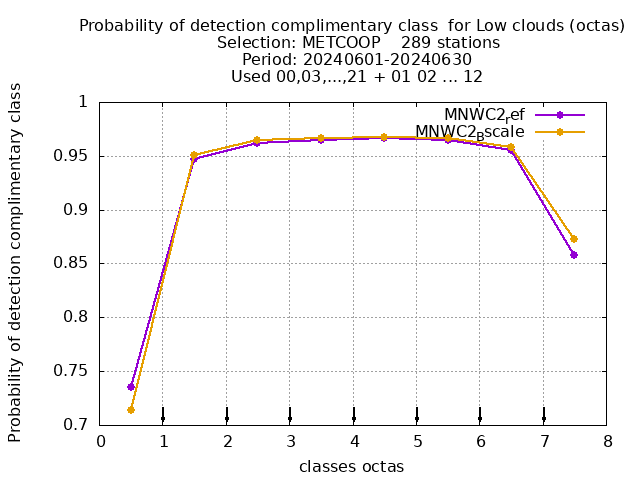 Probability of detection complimentary class  for Low clouds (octas)
Selection: METCOOP    289 stations
Period: 20240601-20240630
Used 00,03,...,21 + 01 02 ... 12
Probability of detection complimentary class
MNWC2ref
MNWC2Bscale
1
0.95
0.9
0.85
0.8
0.75
0.7
0 1 2 3 4 5 6 7 8
classes octas